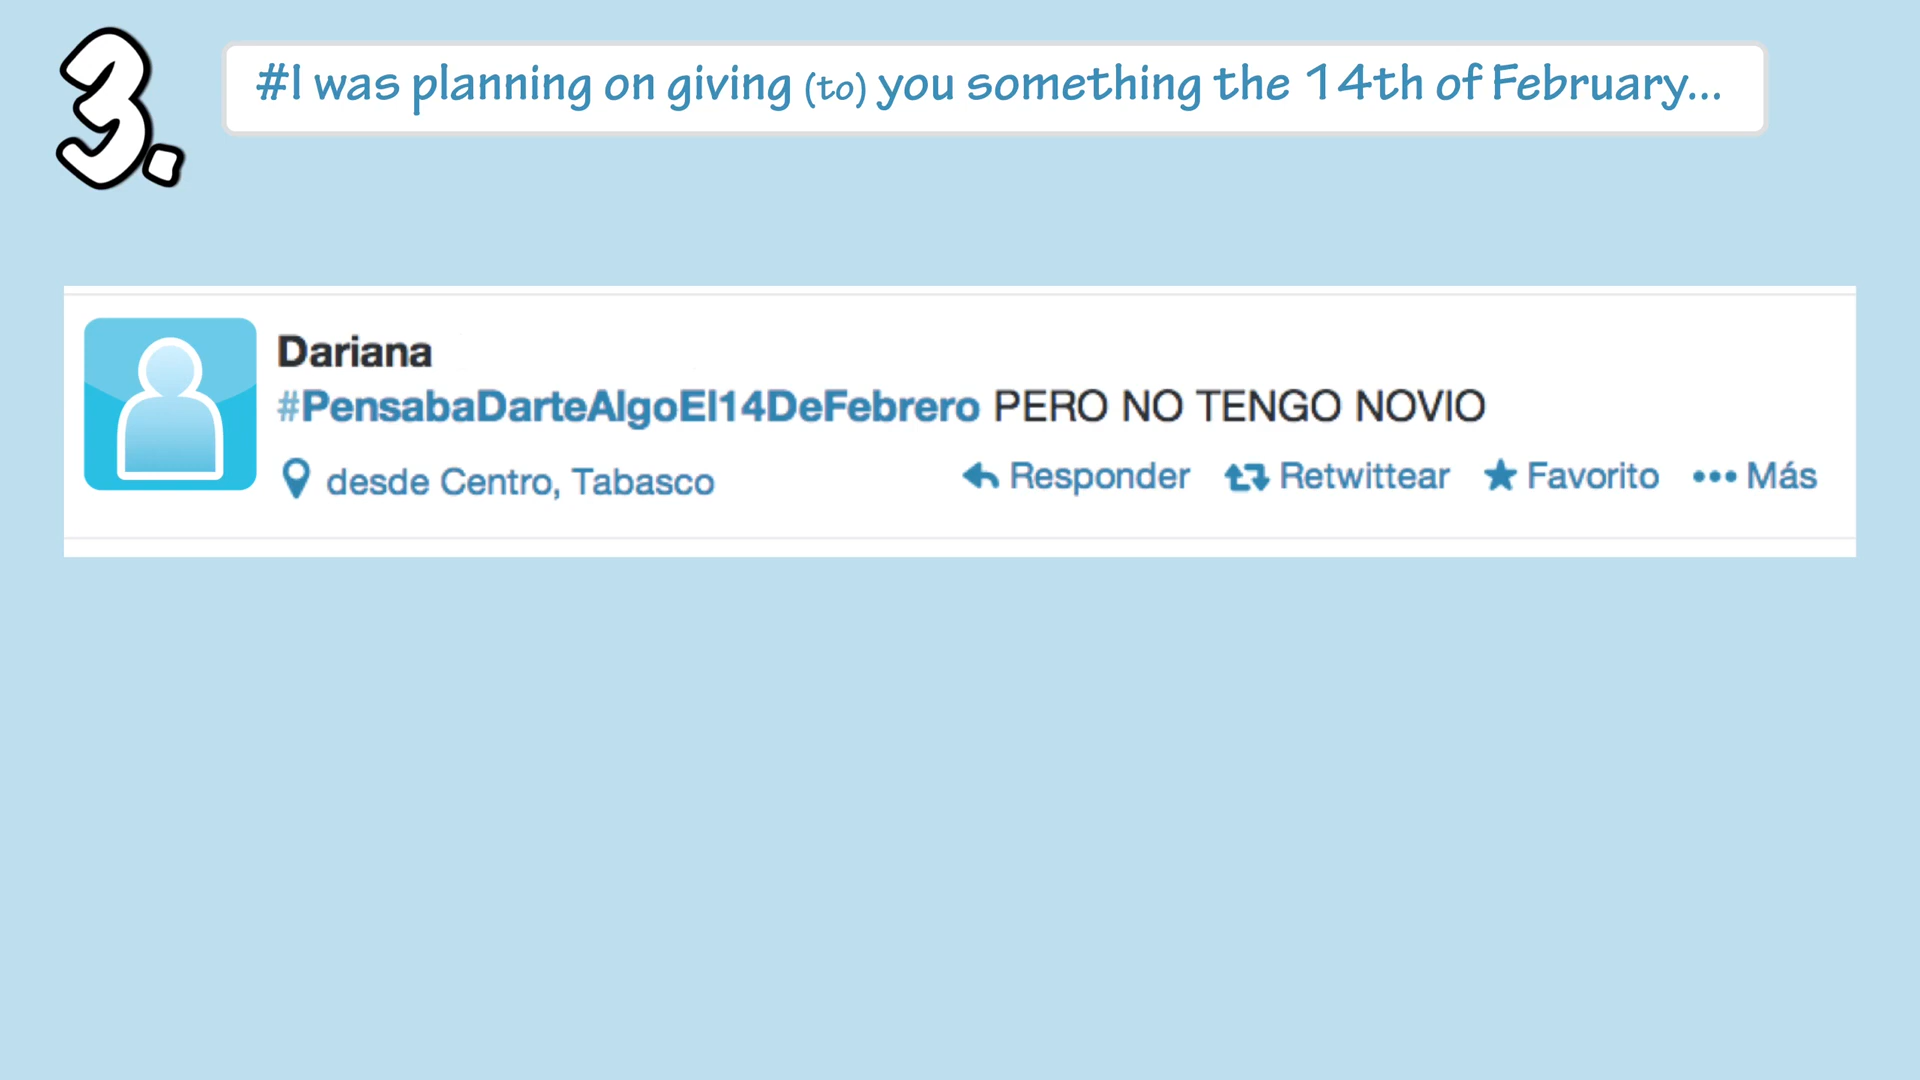 3.
#I was planning on giving (to) you something the 14th of February...
Dariana
#PensabaDarteAlgoEl14DeFebrero PERO NO TENGO NOVIO
desde Centro, Tabasco
Responder Retwittear Favorito Más